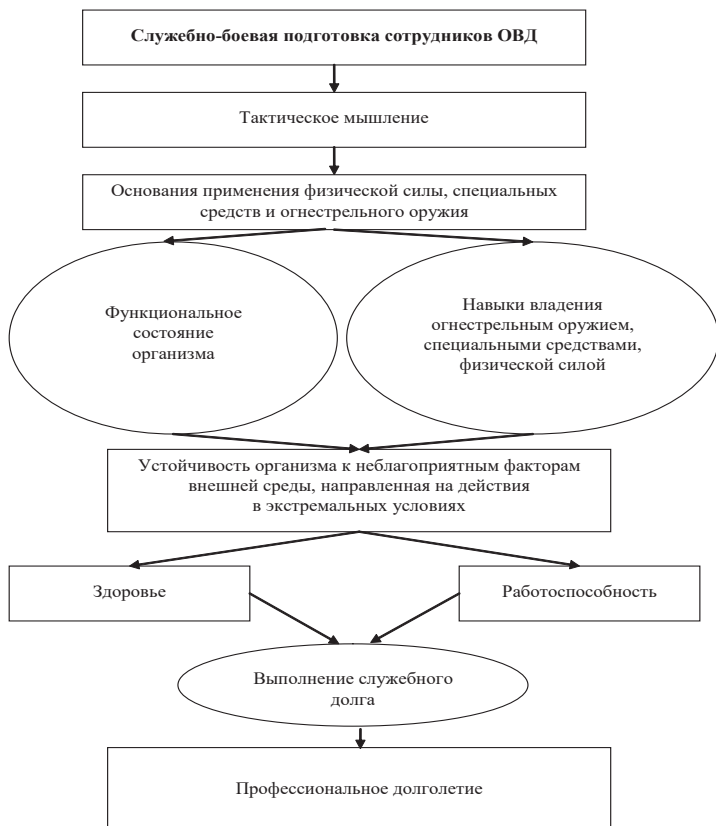 Служебно-боевая подготовка сотрудников ОВД
Тактическое мышление
Основания применения физической силы, специальных
средств и огнестрельного оружия
Функциональное
состояние
организма
Навыки владения
огнестрельным оружием,
специальными средствами,
физической силой
Устойчивость организма к неблагоприятным факторам
внешней среды, направленная на действия
в экстремальных условиях
Здоровье
Работоспособность
Выполнение служебного
долга
Профессиональное долголетие